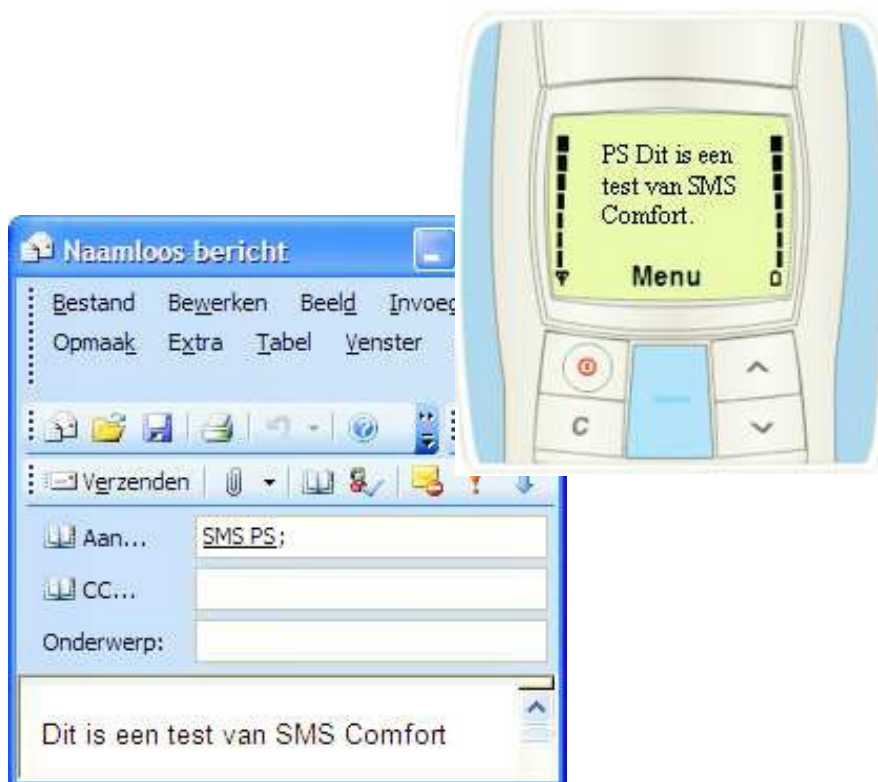 PS Dit is een
test van SMS
Comfort.
Menu
C
Naamloos bericht
Bestand Bewerken Beeld Invoeg
Opmaak Extra Tabel Venster
Verzenden
Aan... SMS PS;
CC...
Onderwerp:
Dit is een test van SMS Comfort